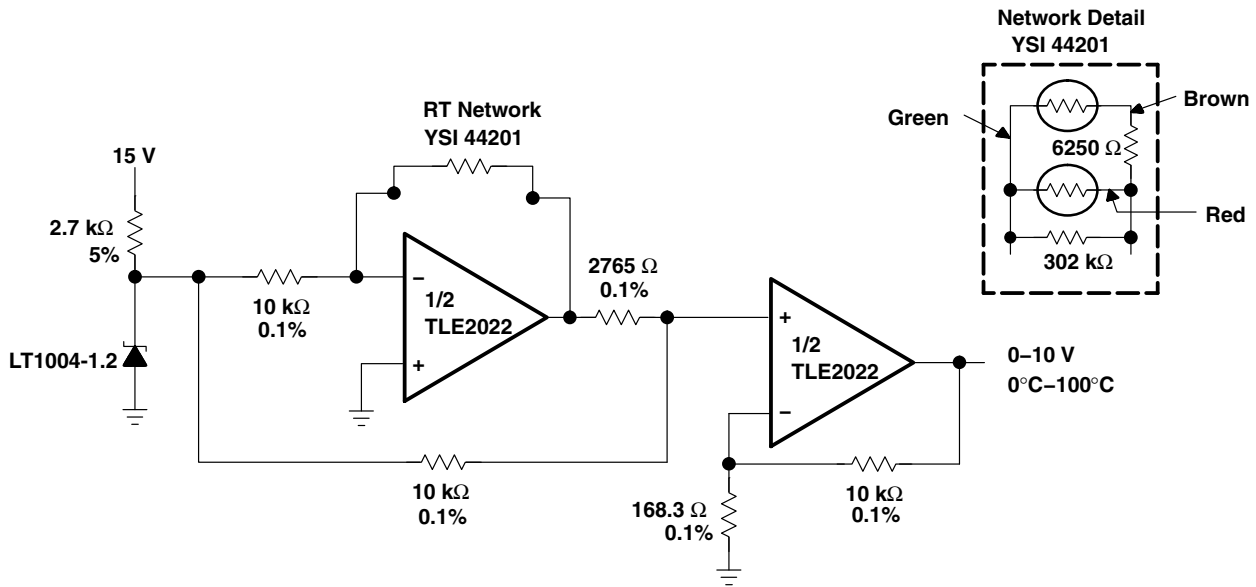 Network Detail
YSI 44201
Green
Brown
6250 Ω
Red
302 kΩ
RT Network
YSI 44201
15 V
2.7 kΩ
5%
10 kΩ
0.1%
LT1004-1.2
−
1/2
TLE2022
+
2765 Ω
0.1%
+
1/2
TLE2022
−
0–10 V
0°C–100°C
10 kΩ
0.1%
168.3 Ω
0.1%
10 kΩ
0.1%